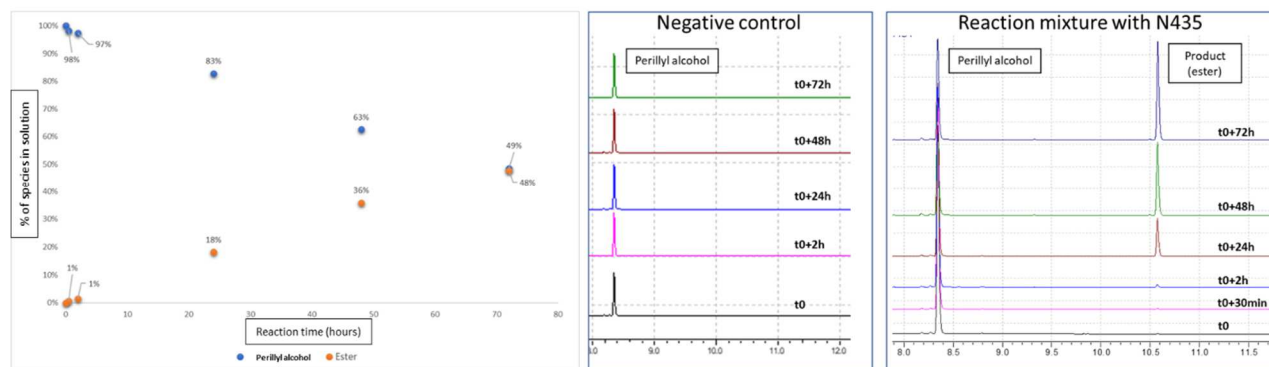 100%
90%
80%
70%
60%
50%
40%
30%
20%
10%
0%
% of species in solution
98%
97%
83%
63%
49%
48%
36%
18%
1%
1%
0
10
20
30
40
50
60
70
80
Reaction time (hours)
Perillyl alcohol
Ester
Negative control
Perillyl alcohol
t0+72h
t0+48h
t0+24h
t0+2h
t0
9.0
10.0
11.0
12.0
Reaction mixture with N435
Perillyl alcohol
Product
(ester)
t0+72h
t0+48h
t0+24h
t0+2h
t0+30min
t0
8.0
8.5
9.0
9.5
10.0
10.5
11.0
11.5